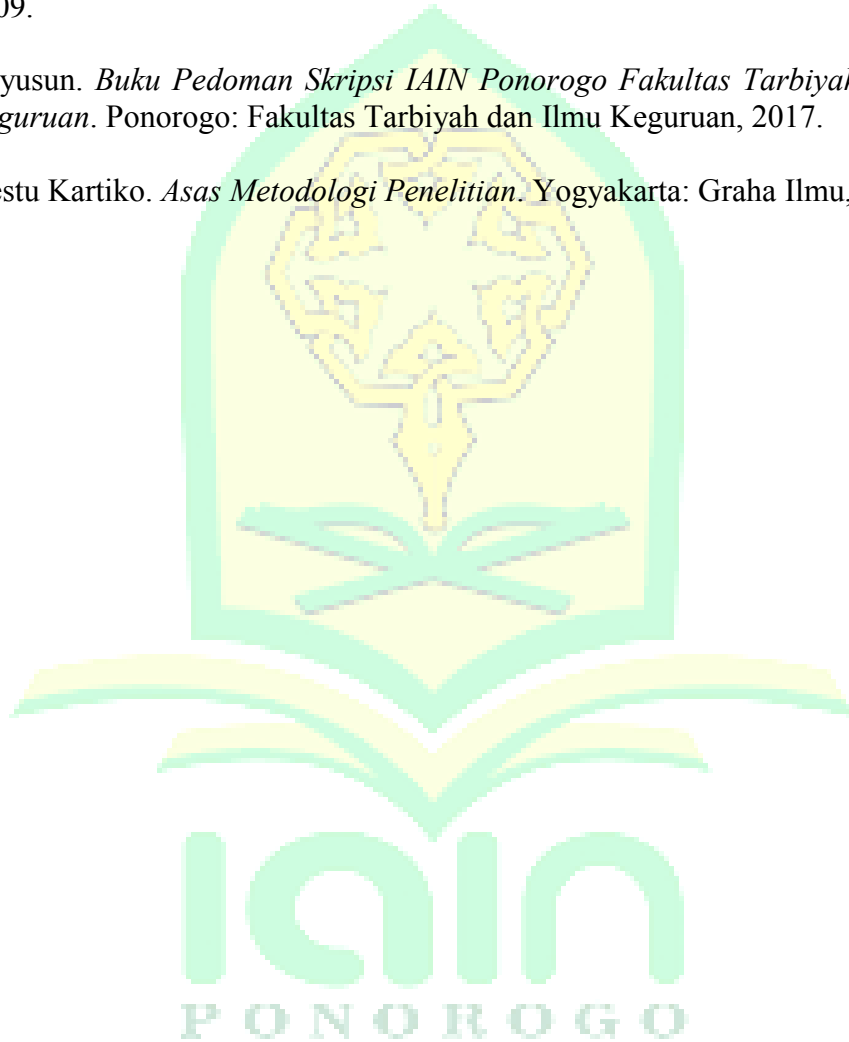 09.
yusun. Buku Pedoman Skripsi IAIN Ponorogo Fakultas Tarbiyah
guruan. Ponorogo: Fakultas Tarbiyah dan Ilmu Keguruan, 2017.
estu Kartiko. Asas Metodologi Penelitian. Yogyakarta: Graha Ilmu,
iain
PONOROGO